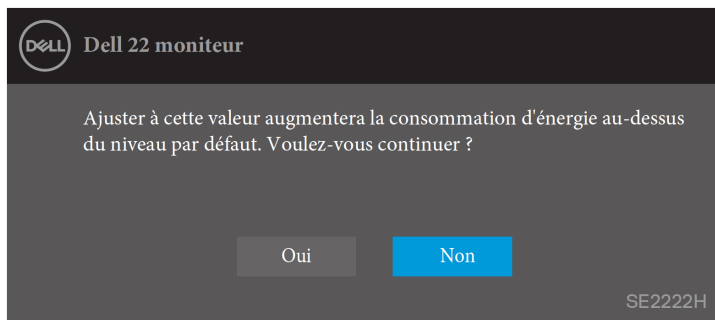 DELL Dell 22 moniteur
Ajuster à cette valeur augmentera la consommation d'énergie au-dessus
du niveau par défaut. Voulez-vous continuer ?
Oui Non
SE2222H